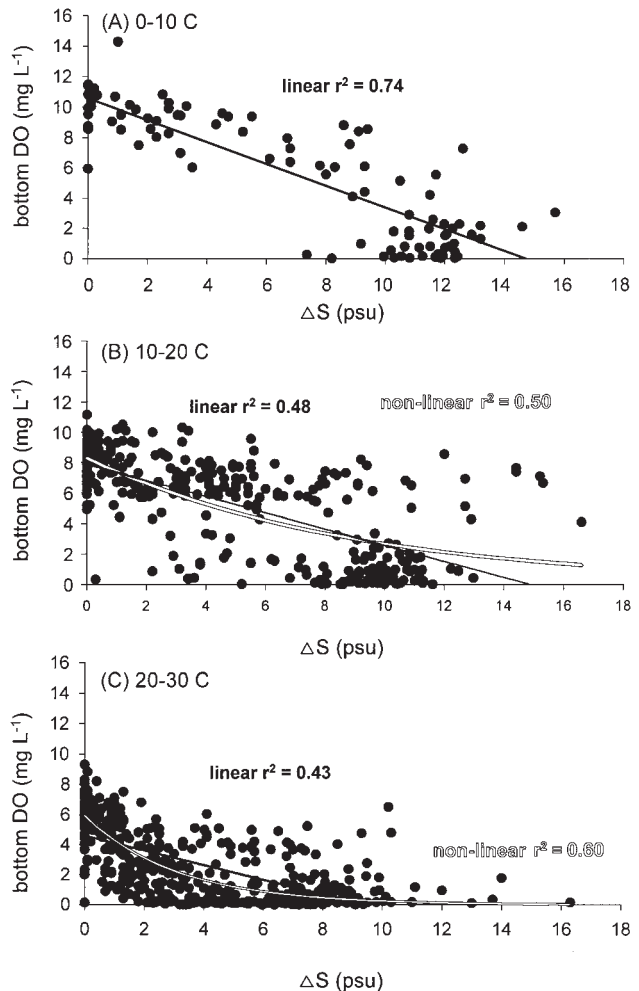 (A) 0-10 C
16
14
12
10
8
6
4
2
0
bottom DO (mg L⁻¹)
linear r² = 0.74
0 2 4 6 8 10 12 14 16 18
△S (psu)
(B) 10-20 C
16
14
12
10
8
6
4
2
0
bottom DO (mg L⁻¹)
linear r² = 0.48 non-linear r² = 0.50
0 2 4 6 8 10 12 14 16 18
△S (psu)
(C) 20-30 C
16
14
12
10
8
6
4
2
0
bottom DO (mg L⁻¹)
linear r² = 0.43
non-linear r² = 0.60
0 2 4 6 8 10 12 14 16 18
△S (psu)